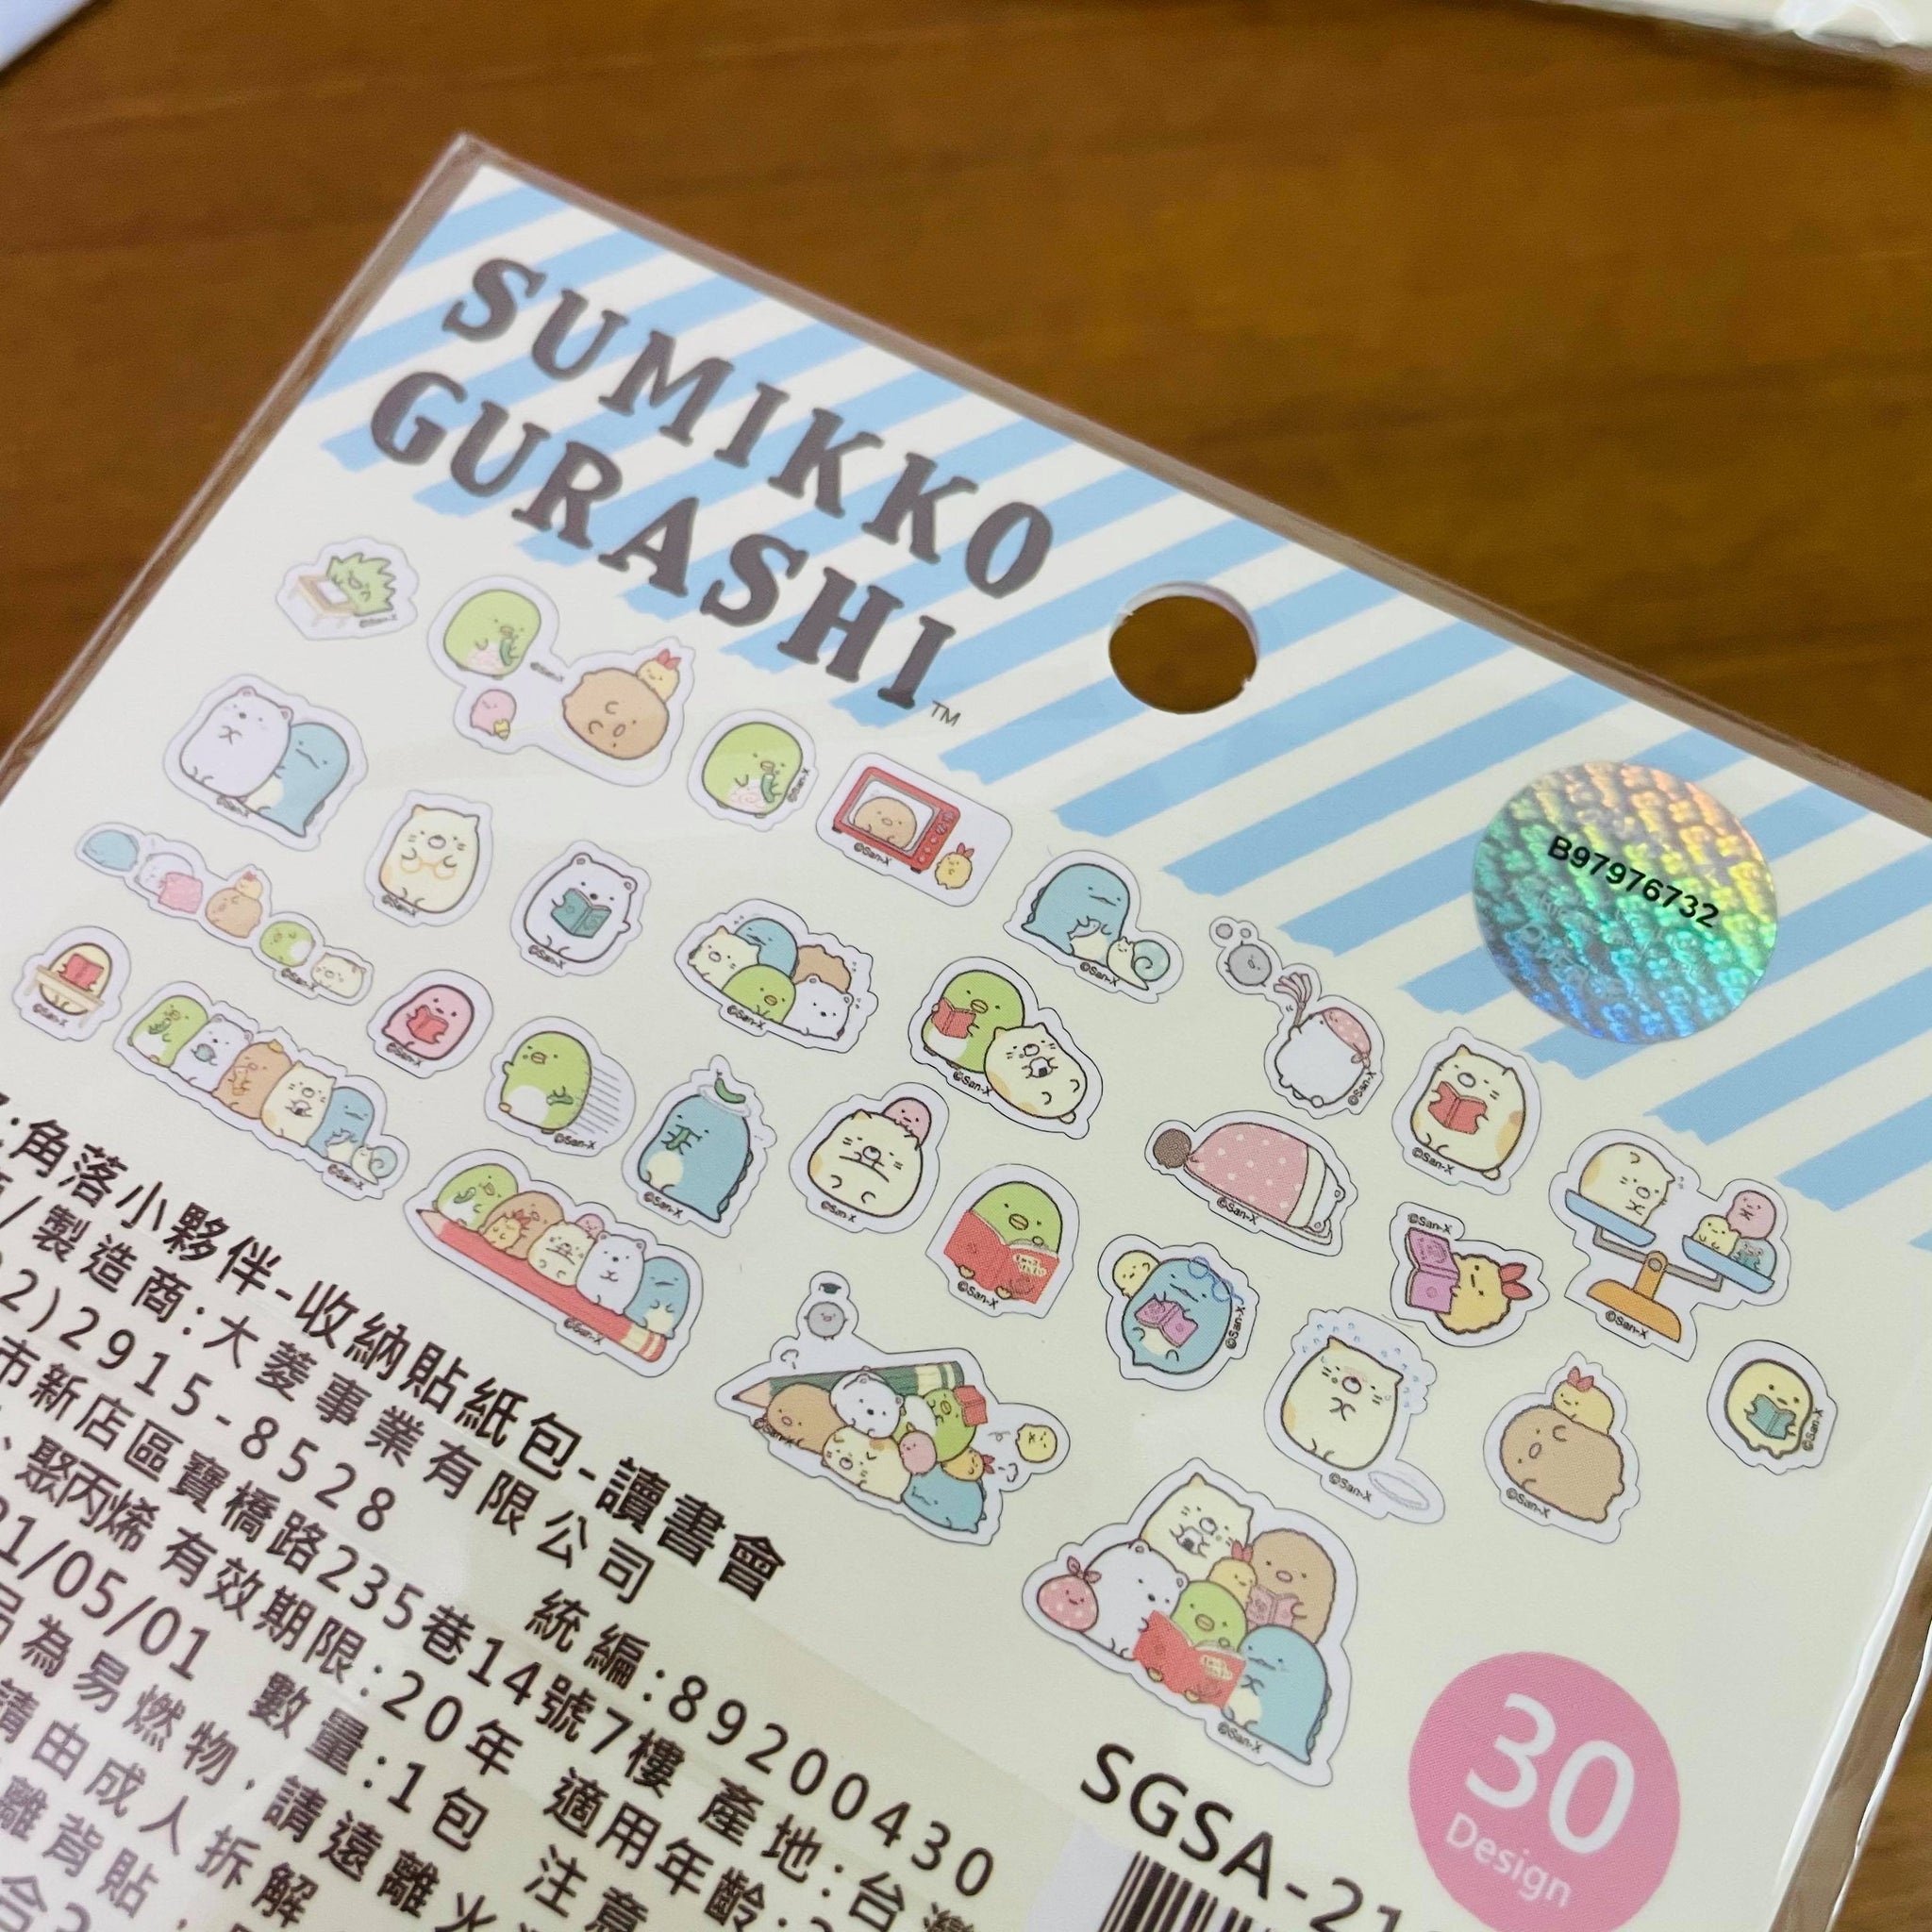 SUMIKKO
GURASHI™
B97976732
:角落小夥伴-收納貼紙包-讀書會
/製造商:大菱事業有限公司
2)2915-8528 統編:89200430
市新店區寶橋路235巷14號7樓 產地:台灣
、聚丙烯 有效期限:20年 適用年齡:
1/05/01 數量:1包 注意
為易燃物,請遠離火
請由成人拆解
離背貼,
©San-X
SGSA-21
30
Design